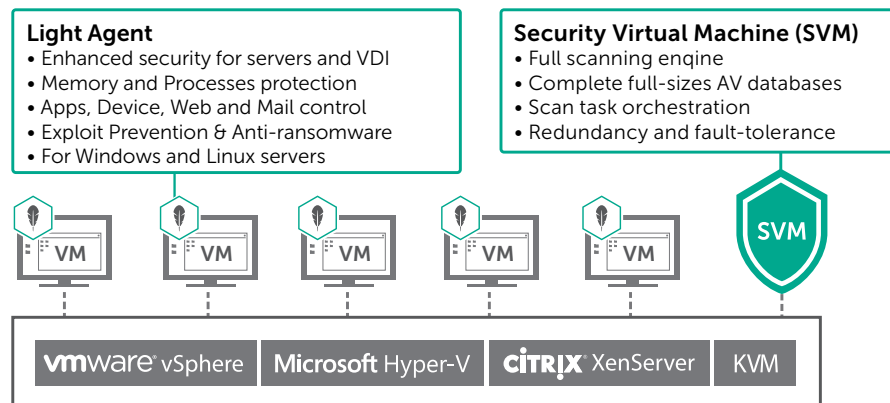 Light Agent
• Enhanced security for servers and VDI
• Memory and Processes protection
• Apps, Device, Web and Mail control
• Exploit Prevention & Anti-ransomware
• For Windows and Linux servers
Security Virtual Machine (SVM)
• Full scanning enqine
• Complete full-sizes AV databases
• Scan task orchestration
• Redundancy and fault-tolerance
VM VM VM VM VM SVM
vmware® vSphere Microsoft Hyper-V CİTRIX® XenServer KVM